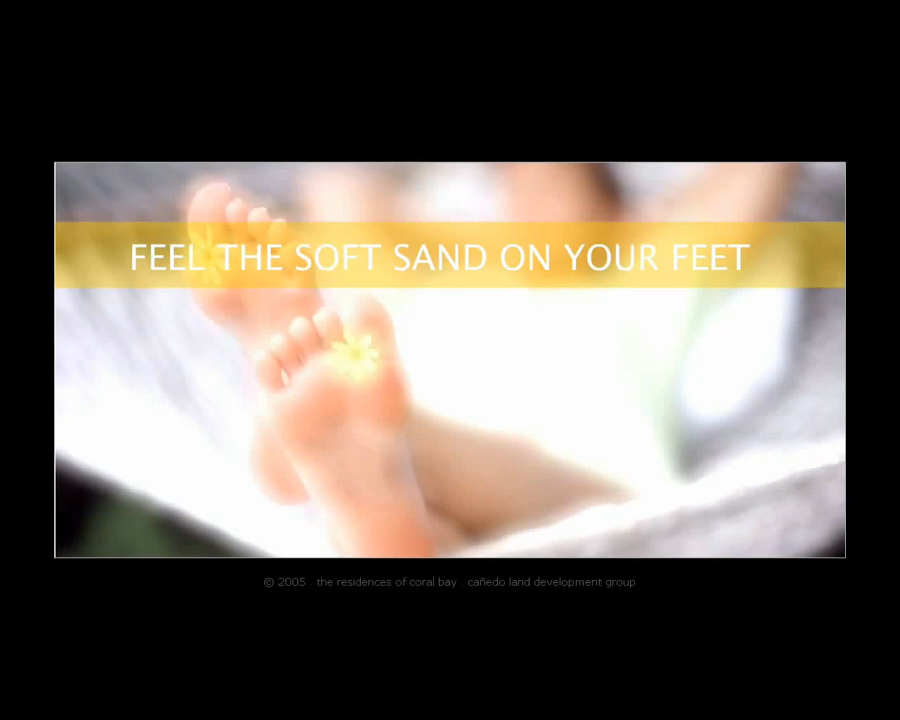 FEEL THE SOFT SAND ON YOUR FEET
© 2005 . the residences of coral bay . cañedo land development group